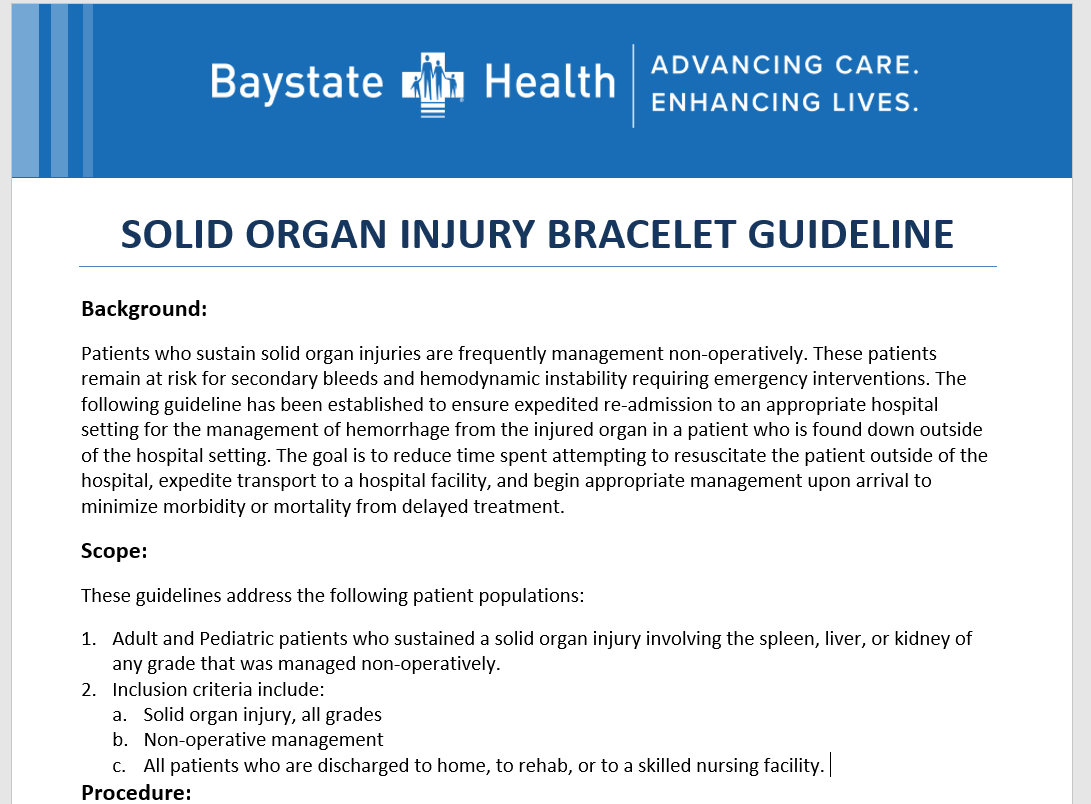 Baystate Health
ADVANCING CARE.
ENHANCING LIVES.
SOLID ORGAN INJURY BRACELET GUIDELINE
Background:
Patients who sustain solid organ injuries are frequently management non-operatively. These patients
remain at risk for secondary bleeds and hemodynamic instability requiring emergency interventions. The
following guideline has been established to ensure expedited re-admission to an appropriate hospital
setting for the management of hemorrhage from the injured organ in a patient who is found down outside
of the hospital setting. The goal is to reduce time spent attempting to resuscitate the patient outside of the
hospital, expedite transport to a hospital facility, and begin appropriate management upon arrival to
minimize morbidity or mortality from delayed treatment.
Scope:
These guidelines address the following patient populations:
1. Adult and Pediatric patients who sustained a solid organ injury involving the spleen, liver, or kidney of
any grade that was managed non-operatively.
2. Inclusion criteria include:
a. Solid organ injury, all grades
b. Non-operative management
c. All patients who are discharged to home, to rehab, or to a skilled nursing facility.
Procedure: